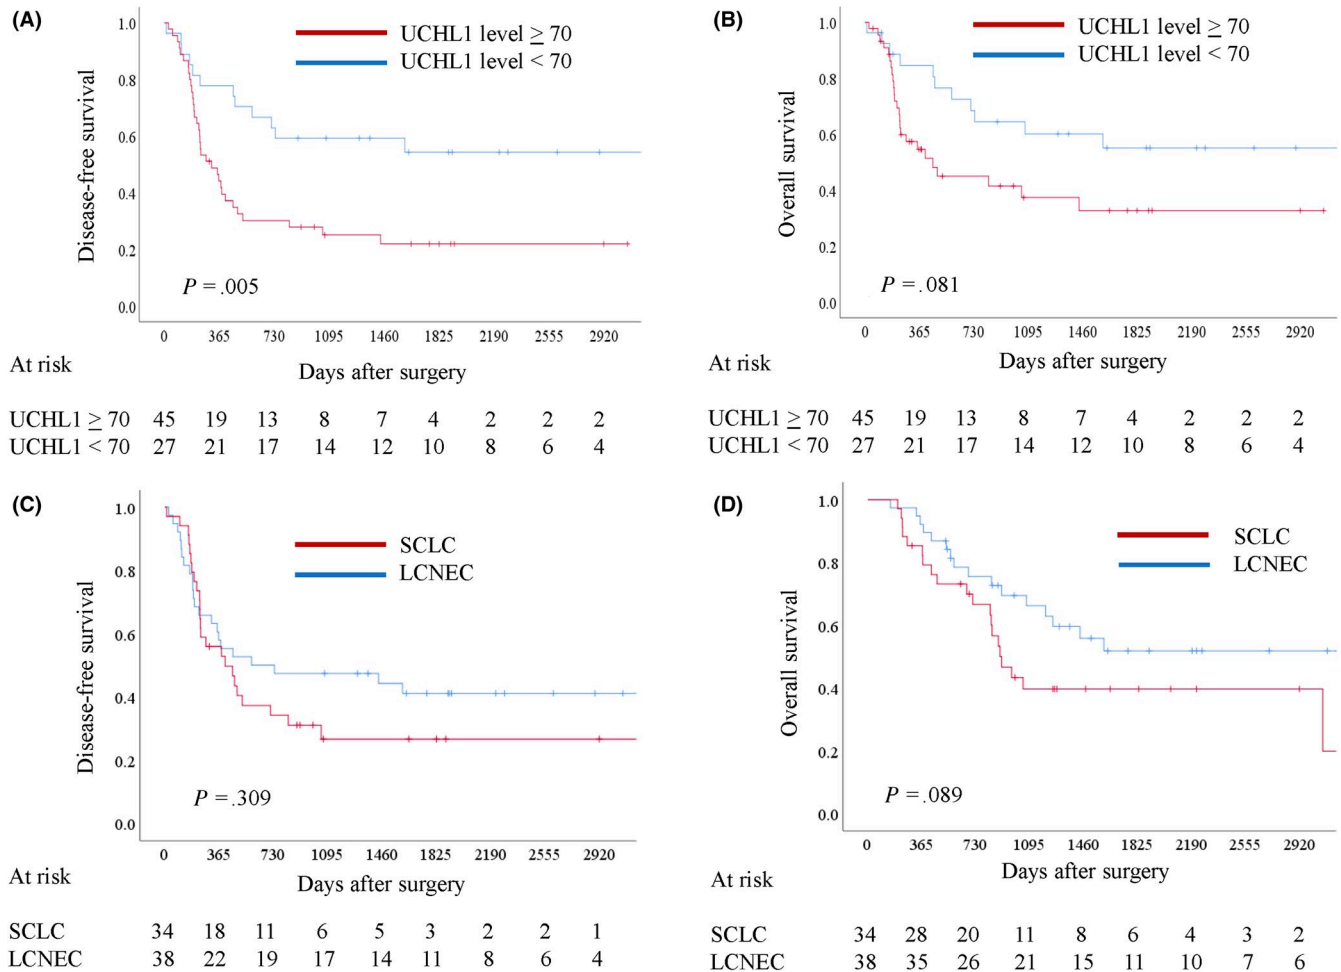 (A)
UCHL1 level ≥ 70
UCHL1 level < 70
Disease-free survival
1.0
0.8
0.6
0.4
0.2
0.0
P = .005
0 365 730 1095 1460 1825 2190 2555 2920
Days after surgery
At risk
UCHL1 ≥ 70 45 19 13 8 7 4 2 2 2
UCHL1 < 70 27 21 17 14 12 10 8 6 4
(B)
UCHL1 level ≥ 70
UCHL1 level < 70
Overall survival
1.0
0.8
0.6
0.4
0.2
0.0
P = .081
0 365 730 1095 1460 1825 2190 2555 2920
Days after surgery
At risk
UCHL1 ≥ 70 45 19 13 8 7 4 2 2 2
UCHL1 < 70 27 21 17 14 12 10 8 6 4
(C)
SCLC
LCNEC
Disease-free survival
1.0
0.8
0.6
0.4
0.2
0.0
P = .309
0 365 730 1095 1460 1825 2190 2555 2920
Days after surgery
At risk
SCLC 34 18 11 6 5 3 2 2 1
LCNEC 38 22 19 17 14 11 8 6 4
(D)
SCLC
LCNEC
Overall survival
1.0
0.8
0.6
0.4
0.2
0.0
P = .089
0 365 730 1095 1460 1825 2190 2555 2920
Days after surgery
At risk
SCLC 34 28 20 11 8 6 4 3 2
LCNEC 38 35 26 21 15 11 10 7 6